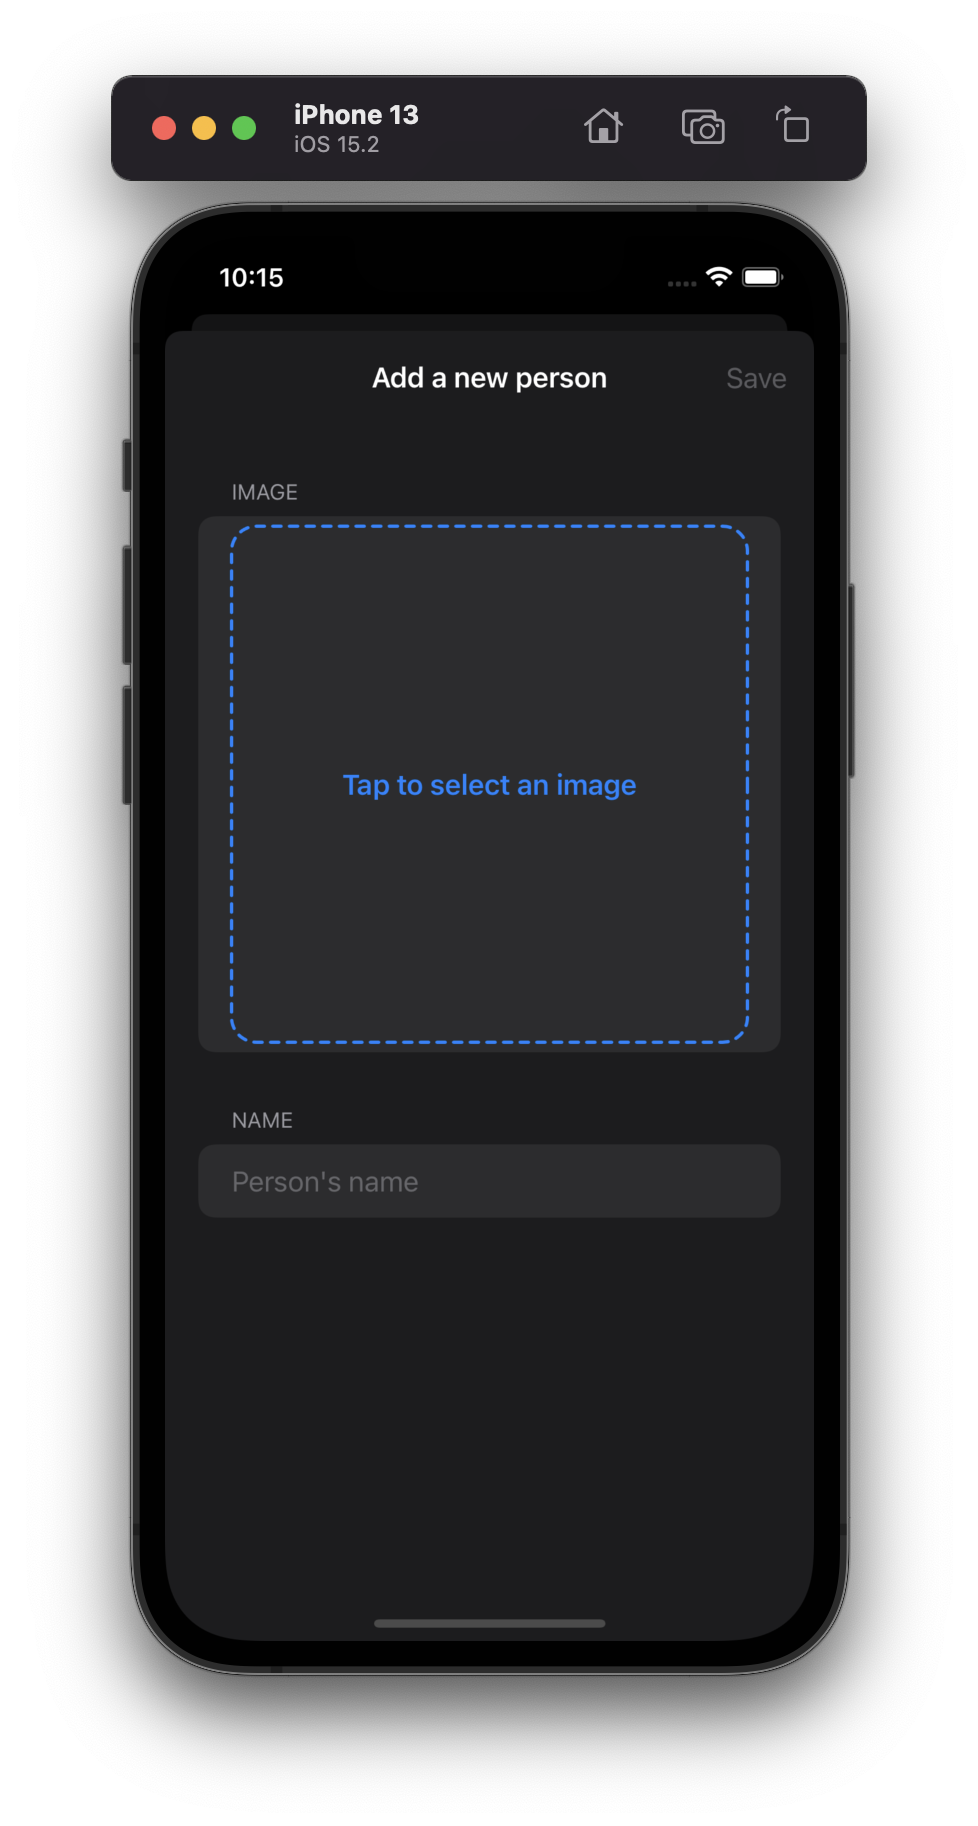 iPhone 13
iOS 15.2
10:15
Add a new person
Save
IMAGE
Tap to select an image
NAME
Person's name